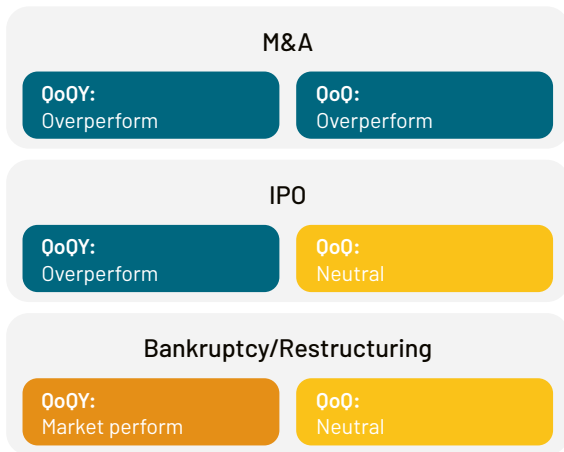 M&A
QoQY:
Overperform
QoQ:
Overperform
IPO
QoQY:
Overperform
QoQ:
Neutral
Bankruptcy/Restructuring
QoQY:
Market perform
QoQ:
Neutral